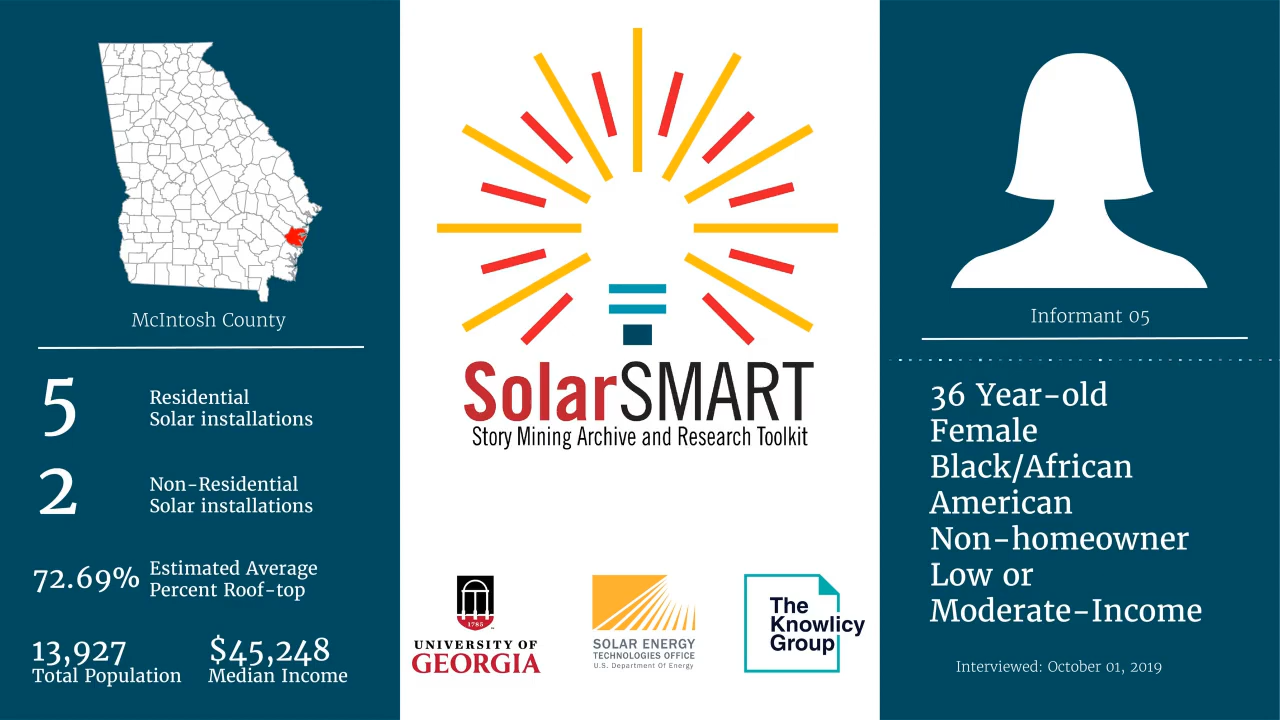 McIntosh County
5
Residential
Solar installations
2
Non-Residential
Solar installations
72.69%
Estimated Average
Percent Roof-top
13,927
Total Population
$45,248
Median Income
SolarSMART
Story Mining Archive and Research Toolkit
1785
UNIVERSITY OF
GEORGIA
SOLAR ENERGY
TECHNOLOGIES OFFICE
U.S. Department Of Energy
The
Knowlicy
Group
Informant 05
36 Year-old
Female
Black/African
American
Non-homeowner
Low or
Moderate-Income
Interviewed: October 01, 2019